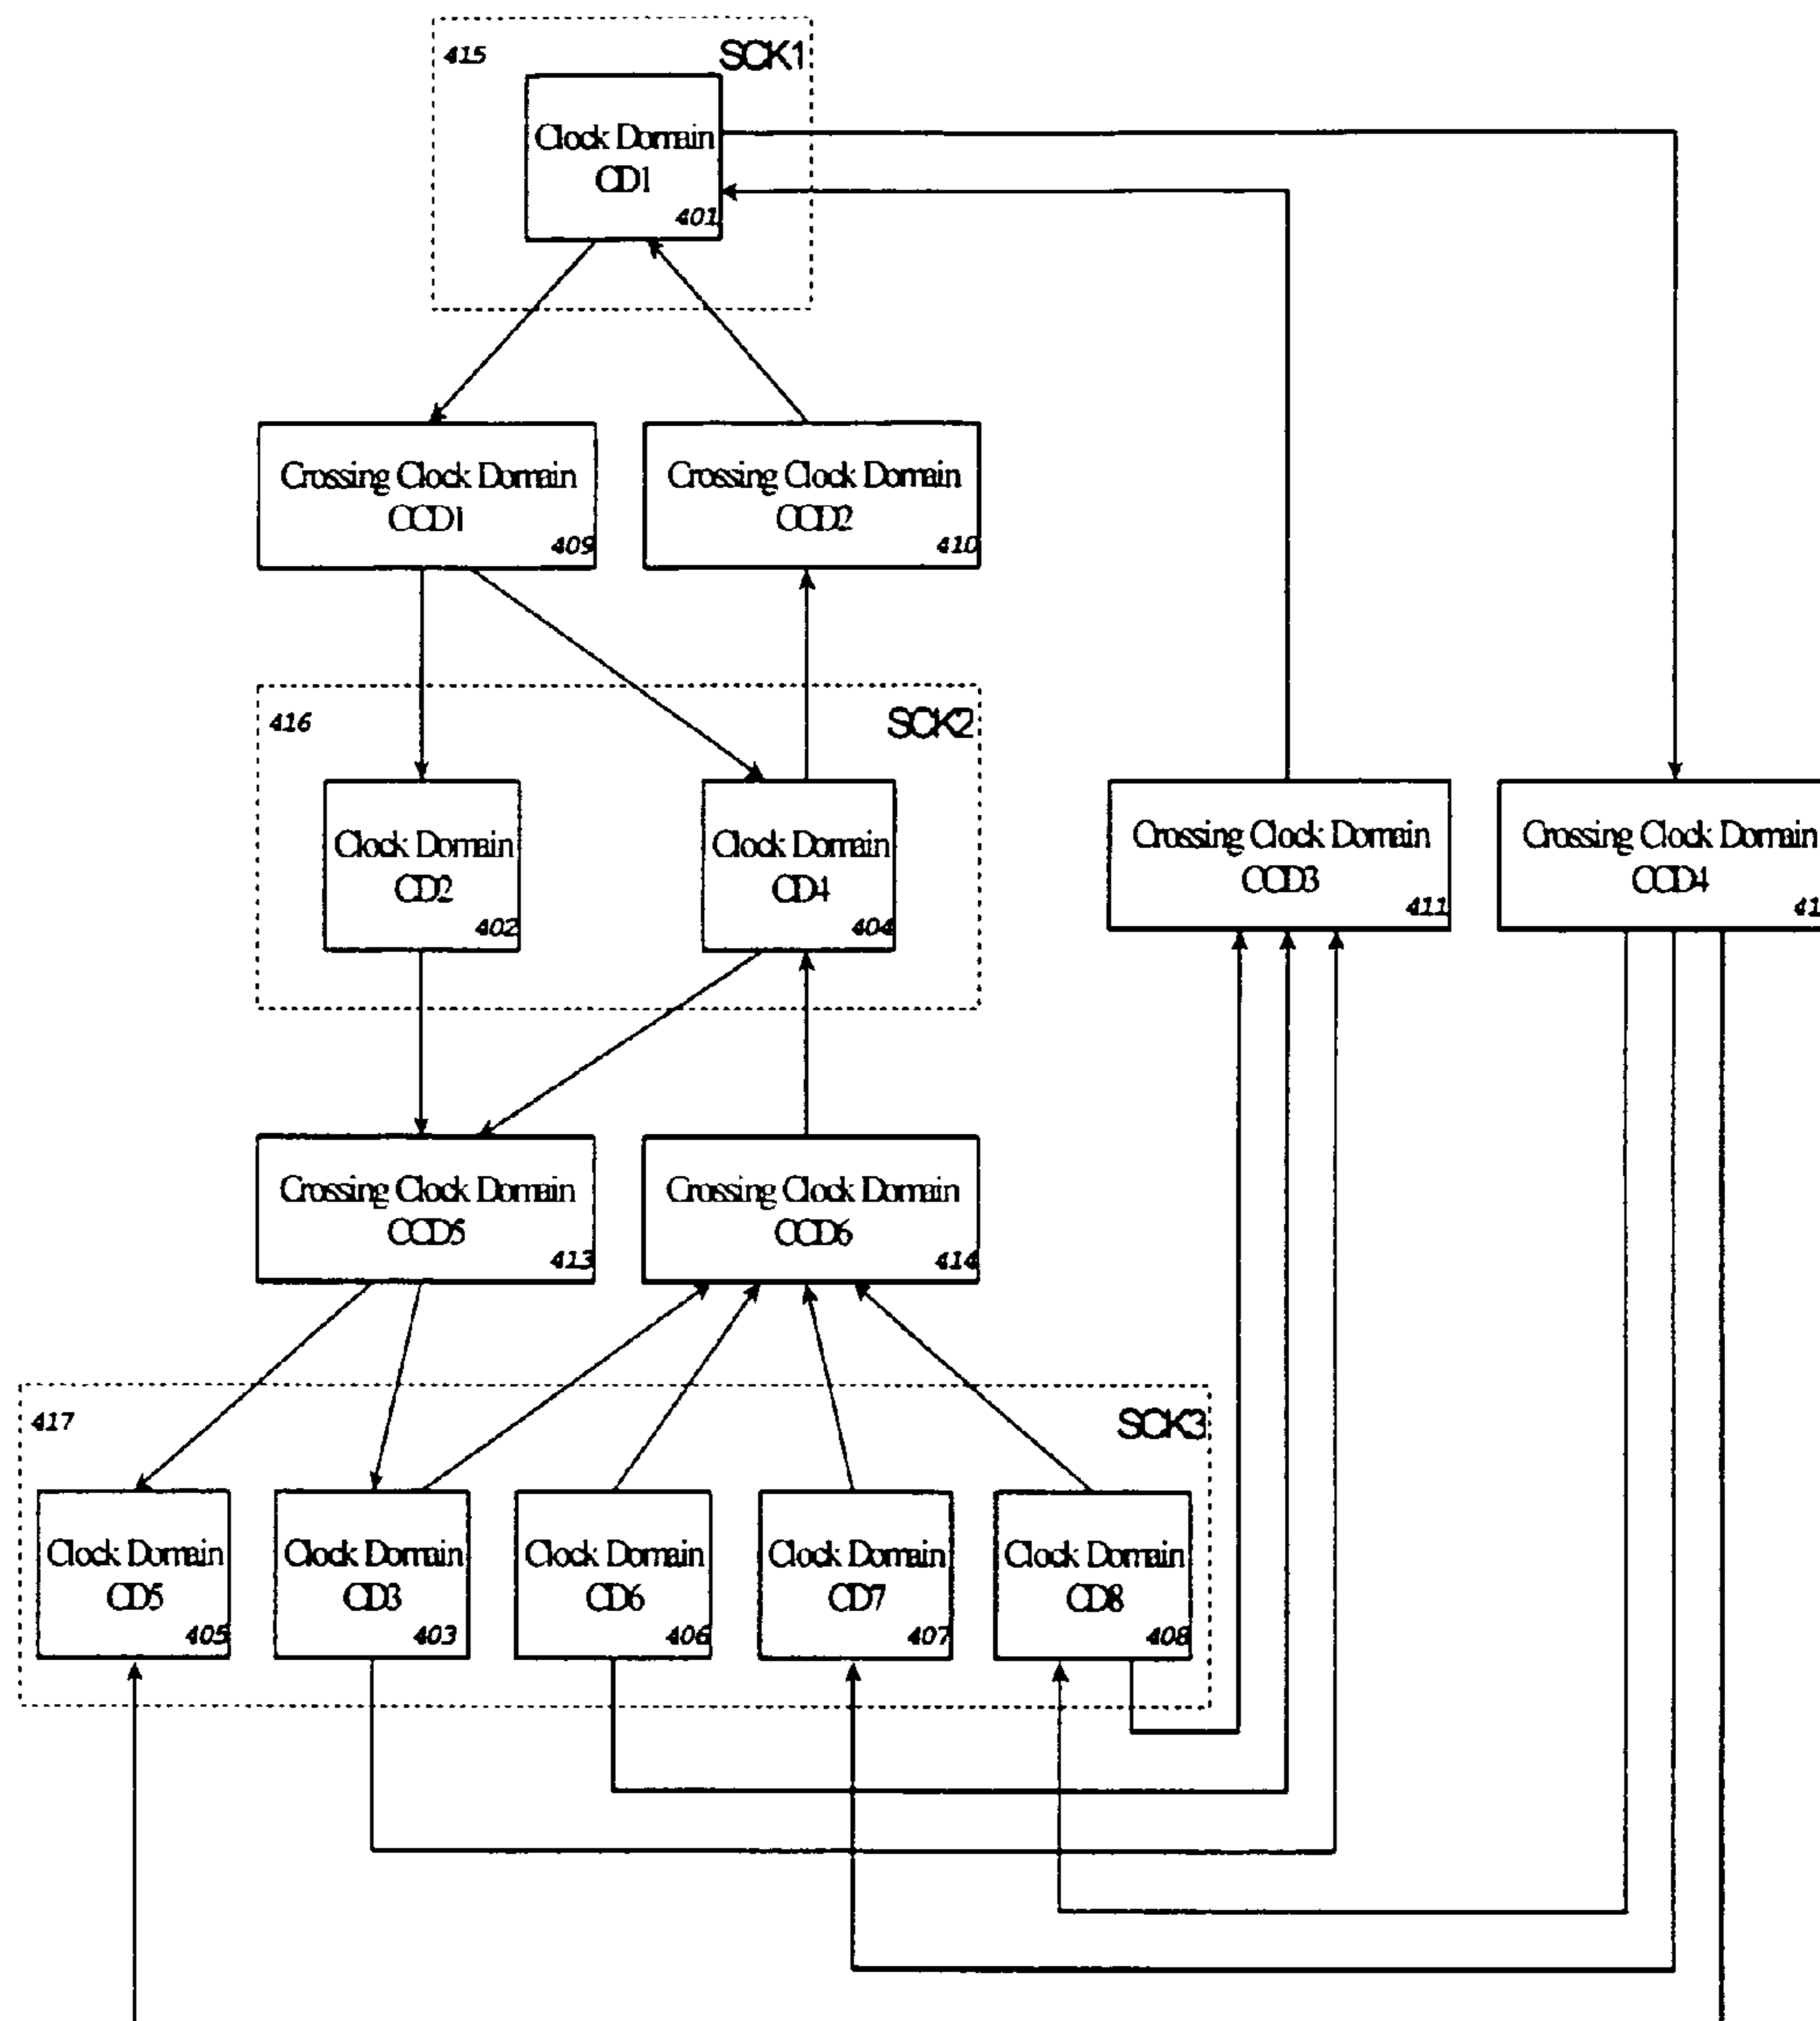 415
SCK1
Clock Domain
CD1
401
Crossing Clock Domain
CCD1
409
Crossing Clock Domain
CCD2
410
416
SCK2
Clock Domain
CD2
402
Clock Domain
CD4
404
Crossing Clock Domain
CCD3
411
Crossing Clock Domain
CCD4
41
Crossing Clock Domain
CCD5
413
Crossing Clock Domain
CCD6
414
417
SCK3
Clock Domain
CD5
405
Clock Domain
CD3
403
Clock Domain
CD6
406
Clock Domain
CD7
407
Clock Domain
CD8
408